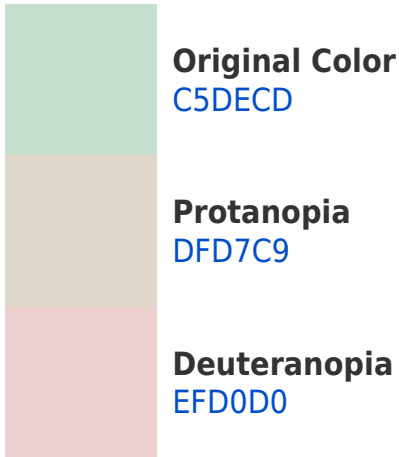 Original Color
C5DECD
Protanopia
DFD7C9
Deuteranopia
EFD0D0